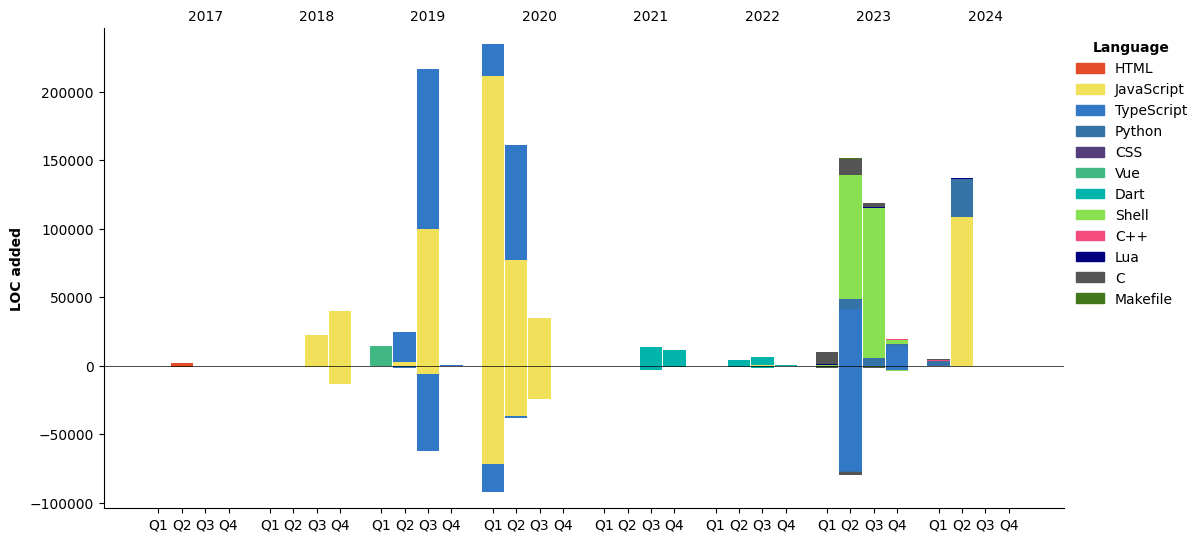 2017 2018 2019 2020 2021 2022 2023 2024
LOC added
200000
150000
100000
50000
0
−50000
−100000
Q1 Q2 Q3 Q4 Q1 Q2 Q3 Q4 Q1 Q2 Q3 Q4 Q1 Q2 Q3 Q4 Q1 Q2 Q3 Q4 Q1 Q2 Q3 Q4 Q1 Q2 Q3 Q4 Q1 Q2 Q3 Q4
Language
HTML
JavaScript
TypeScript
Python
CSS
Vue
Dart
Shell
C++
Lua
C
Makefile